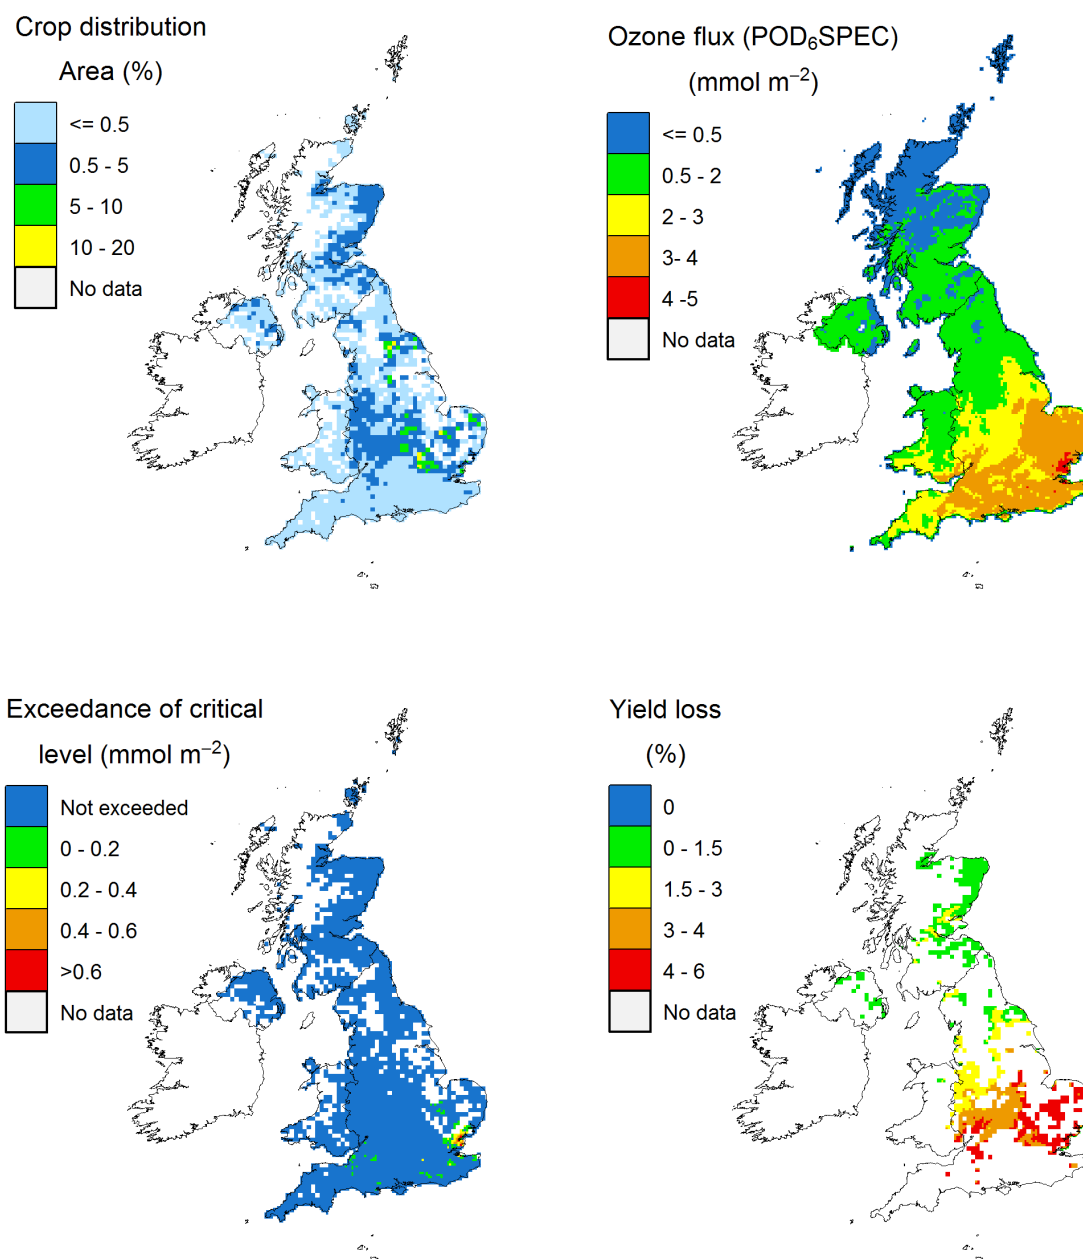 Crop distribution
Area (%)
<= 0.5
0.5 - 5
5 - 10
10 - 20
No data
Ozone flux (POD₆SPEC)
(mmol m⁻²)
<= 0.5
0.5 - 2
2 - 3
3- 4
4 -5
No data
Exceedance of critical
level (mmol m⁻²)
Not exceeded
0 - 0.2
0.2 - 0.4
0.4 - 0.6
>0.6
No data
Yield loss
(%)
0
0 - 1.5
1.5 - 3
3 - 4
4 - 6
No data